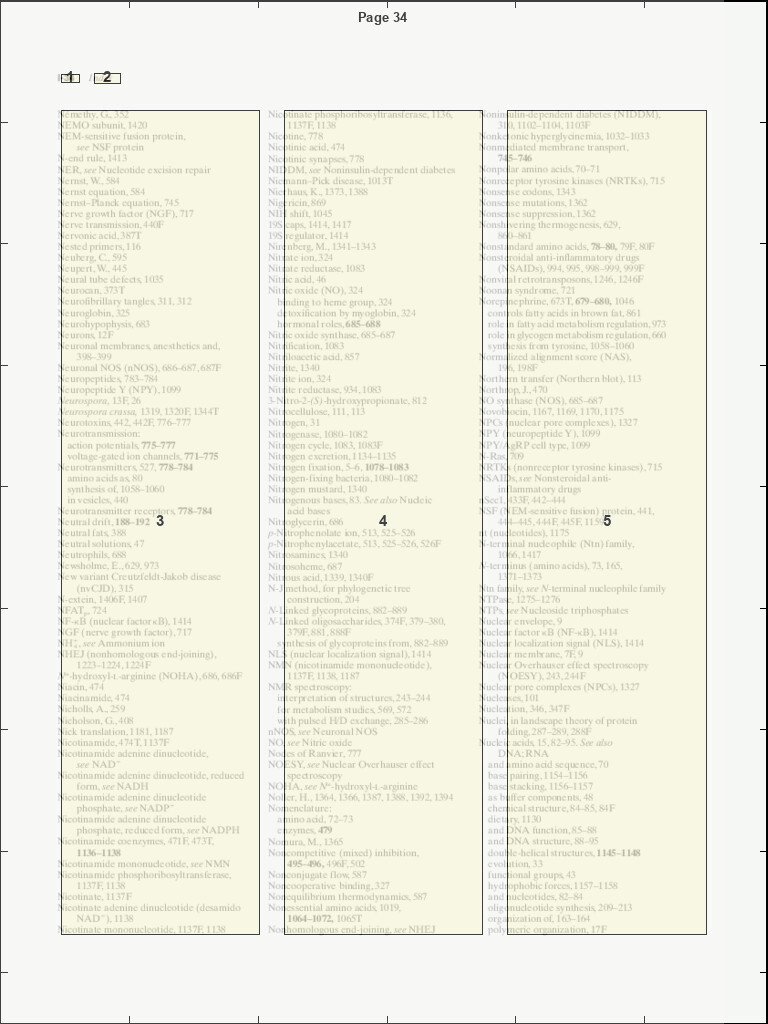 Page 34
1 2
Némethy, G., 352
NEMO subunit, 1420
NEM-sensitive fusion protein,
see NSF protein
N-end rule, 1413
NER, see Nucleotide excision repair
Nernst, W., 584
Nernst equation, 584
Nernst–Planck equation, 745
Nerve growth factor (NGF), 717
Nerve transmission, 440F
Nervonic acid, 387T
Nested primers, 116
Neuberg, C., 595
Neupert, W., 445
Neural tube defects, 1035
Neurocan, 373T
Neurofibrillary tangles, 311, 312
Neuroglobin, 325
Neurohypophysis, 683
Neurons, 12F
Neuronal membranes, anesthetics and,
398–399
Neuronal NOS (nNOS), 686–687, 687F
Neuropeptides, 783–784
Neuropeptide Y (NPY), 1099
Neurospora, 13F, 26
Neurospora crassa, 1319, 1320F, 1344T
Neurotoxins, 442, 442F, 776–777
Neurotransmission:
action potentials, 775–777
voltage-gated ion channels, 771–775
Neurotransmitters, 527, 778–784
amino acids as, 80
synthesis of, 1058–1060
in vesicles, 440
Neurotransmitter receptors, 778–784
Neutral drift, 188–192 3
Neutral fats, 388
Neutral solutions, 47
Neutrophils, 688
Newsholme, E., 629, 973
New variant Creutzfeldt-Jakob disease
(nvCJD), 315
N-extein, 1406F, 1407
NFATp, 724
NF-κB (nuclear factor κB), 1414
NGF (nerve growth factor), 717
NH4+, see Ammonium ion
NHEJ (nonhomologous end-joining),
1223–1224, 1224F
Nω-hydroxyl-L-arginine (NOHA), 686, 686F
Niacin, 474
Niacinamide, 474
Nicholls, A., 259
Nicholson, G., 408
Nick translation, 1181, 1187
Nicotinamide, 474T, 1137F
Nicotinamide adenine dinucleotide,
see NAD+
Nicotinamide adenine dinucleotide, reduced
form, see NADH
Nicotinamide adenine dinucleotide
phosphate, see NADP+
Nicotinamide adenine dinucleotide
phosphate, reduced form, see NADPH
Nicotinamide coenzymes, 471F, 473T,
1136–1138
Nicotinamide mononucleotide, see NMN
Nicotinamide phosphoribosyltransferase,
1137F, 1138
Nicotinate, 1137F
Nicotinate adenine dinucleotide (desamido
NAD+), 1138
Nicotinate mononucleotide, 1137F, 1138
Nicotinate phosphoribosyltransferase, 1136,
1137F, 1138
Nicotine, 778
Nicotinic acid, 474
Nicotinic synapses, 778
NIDDM, see Noninsulin-dependent diabetes
Niemann–Pick disease, 1013T
Nierhaus, K., 1373, 1388
Nigericin, 869
NIH shift, 1045
19S caps, 1414, 1417
19S regulator, 1414
Nirenberg, M., 1341–1343
Nitrate ion, 324
Nitrate reductase, 1083
Nitric acid, 46
Nitric oxide (NO), 324
binding to heme group, 324
detoxification by myoglobin, 324
hormonal roles, 685–688
Nitric oxide synthase, 685–687
Nitrification, 1083
Nitriloacetic acid, 857
Nitrite, 1340
Nitrite ion, 324
Nitrite reductase, 934, 1083
3-Nitro-2-(S)-hydroxypropionate, 812
Nitrocellulose, 111, 113
Nitrogen, 31
Nitrogenase, 1080–1082
Nitrogen cycle, 1083, 1083F
Nitrogen excretion, 1134–1135
Nitrogen fixation, 5–6, 1078–1083
Nitrogen-fixing bacteria, 1080–1082
Nitrogen mustard, 1340
Nitrogenous bases, 83. See also Nucleic
acid bases
4
Nitroglycerin, 686
p-Nitrophenolate ion, 513, 525–526
p-Nitrophenylacetate, 513, 525–526, 526F
Nitrosamines, 1340
Nitrosoheme, 687
Nitrous acid, 1339, 1340F
N-J method, for phylogenetic tree
construction, 204
N-Linked glycoproteins, 882–889
N-Linked oligosaccharides, 374F, 379–380,
379F, 881, 888F
synthesis of glycoproteins from, 882–889
NLS (nuclear localization signal), 1414
NMN (nicotinamide mononucleotide),
1137F, 1138, 1187
NMR spectroscopy:
interpretation of structures, 243–244
for metabolism studies, 569, 572
with pulsed H/D exchange, 285–286
nNOS, see Neuronal NOS
NO, see Nitric oxide
Nodes of Ranvier, 777
NOESY, see Nuclear Overhauser effect
spectroscopy
NOHA, see Nω-hydroxyl-L-arginine
Noller, H., 1364, 1366, 1387, 1388, 1392, 1394
Nomenclature:
amino acid, 72–73
enzymes, 479
Nomura, M., 1365
Noncompetitive (mixed) inhibition,
495–496, 496F, 502
Nonconjugate flow, 587
Noncooperative binding, 327
Nonequilibrium thermodynamics, 587
Nonessential amino acids, 1019,
1064–1072, 1065T
Nonhomologous end-joining, see NHEJ
Noninsulin-dependent diabetes (NIDDM),
310, 1102–1104, 1103F
Nonketonic hyperglycinemia, 1032–1033
Nonmediated membrane transport,
745–746
Nonpolar amino acids, 70–71
Nonreceptor tyrosine kinases (NRTKs), 715
Nonsense codons, 1343
Nonsense mutations, 1362
Nonsense suppression, 1362
Nonshivering thermogenesis, 629,
860–861
Nonstandard amino acids, 78–80, 79F, 80F
Nonsteroidal anti-inflammatory drugs
(NSAIDs), 994, 995, 998–999, 999F
Nonviral retrotransposons, 1246, 1246F
Noonan syndrome, 721
Norepinephrine, 673T, 679–680, 1046
controls fatty acids in brown fat, 861
role in fatty acid metabolism regulation, 973
role in glycogen metabolism regulation, 660
synthesis from tyrosine, 1058–1060
Normalized alignment score (NAS),
196, 198F
Northern transfer (Northern blot), 113
Northrop, J., 470
NO synthase (NOS), 685–687
Novobiocin, 1167, 1169, 1170, 1175
NPCs (nuclear pore complexes), 1327
NPY (neuropeptide Y), 1099
NPY/AgRP cell type, 1099
N-Ras, 709
NRTKs (nonreceptor tyrosine kinases), 715
NSAIDs, see Nonsteroidal anti-
inflammatory drugs
nSec1, 433F, 442–444
NSF (NEM-sensitive fusion) protein, 441,
444–445, 444F, 445F, 5
nt (nucleotides), 1175
N-terminal nucleophile (Ntn) family,
1066, 1417
N-terminus (amino acids), 73, 165,
1371–1373
Ntn family, see N-terminal nucleophile family
NTPase, 1275–1276
NTPs, see Nucleoside triphosphates
Nuclear envelope, 9
Nuclear factor κB (NF-κB), 1414
Nuclear localization signal (NLS), 1414
Nuclear membrane, 7F, 9
Nuclear Overhauser effect spectroscopy
(NOESY), 243, 244F
Nuclear pore complexes (NPCs), 1327
Nucleases, 101
Nucleation, 346, 347F
Nuclei, in landscape theory of protein
folding, 287–289, 288F
Nucleic acids, 15, 82–95. See also
DNA; RNA
and amino acid sequence, 70
base pairing, 1154–1156
base stacking, 1156–1157
as buffer components, 48
chemical structure, 84–85, 84F
dietary, 1130
and DNA function, 85–88
and DNA structure, 88–95
double-helical structures, 1145–1148
evolution, 33
functional groups, 43
hydrophobic forces, 1157–1158
and nucleotides, 82–84
oligonucleotide synthesis, 209–213
organization of, 163–164
polymeric organization, 17F